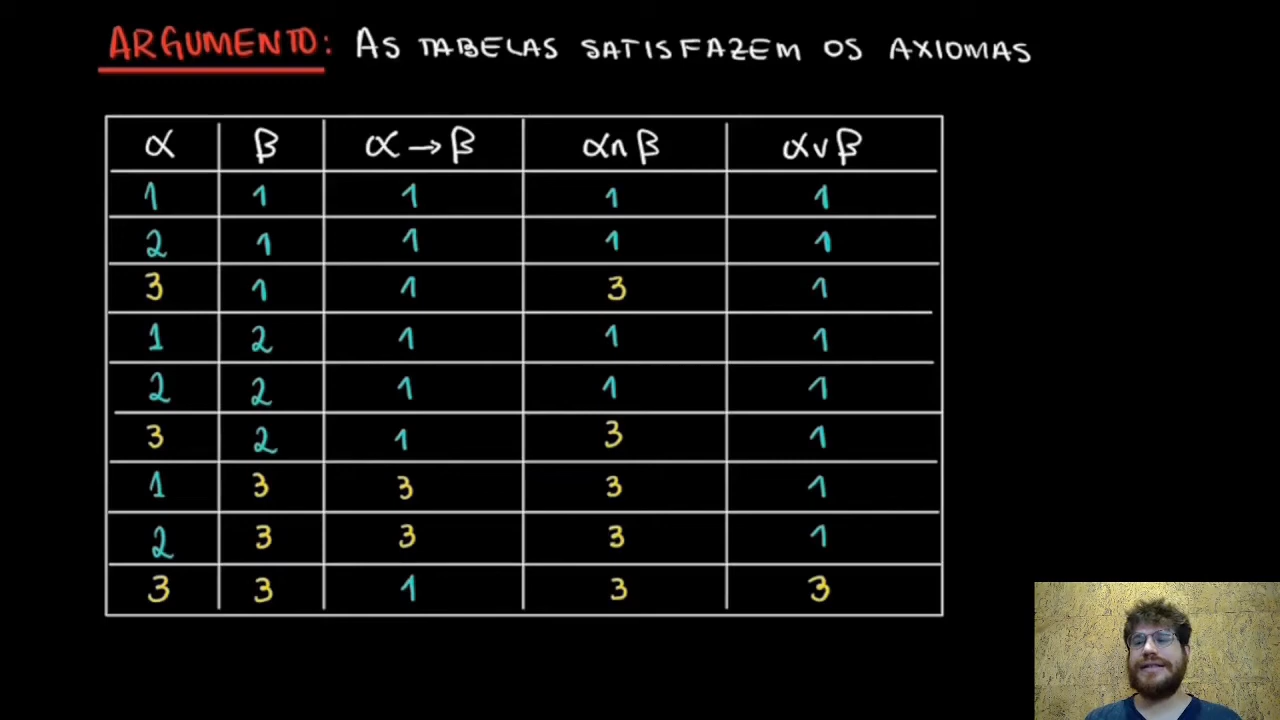 ARGUMENTO: AS TABELAS SATISFAZEM OS AXIOMAS
α β α → β α∧β α∨β
1 1 1 1 1
2 1 1 1 1
3 1 1 3 1
1 2 1 1 1
2 2 1 1 1
3 2 1 3 1
1 3 3 3 1
2 3 3 3 1
3 3 1 3 3